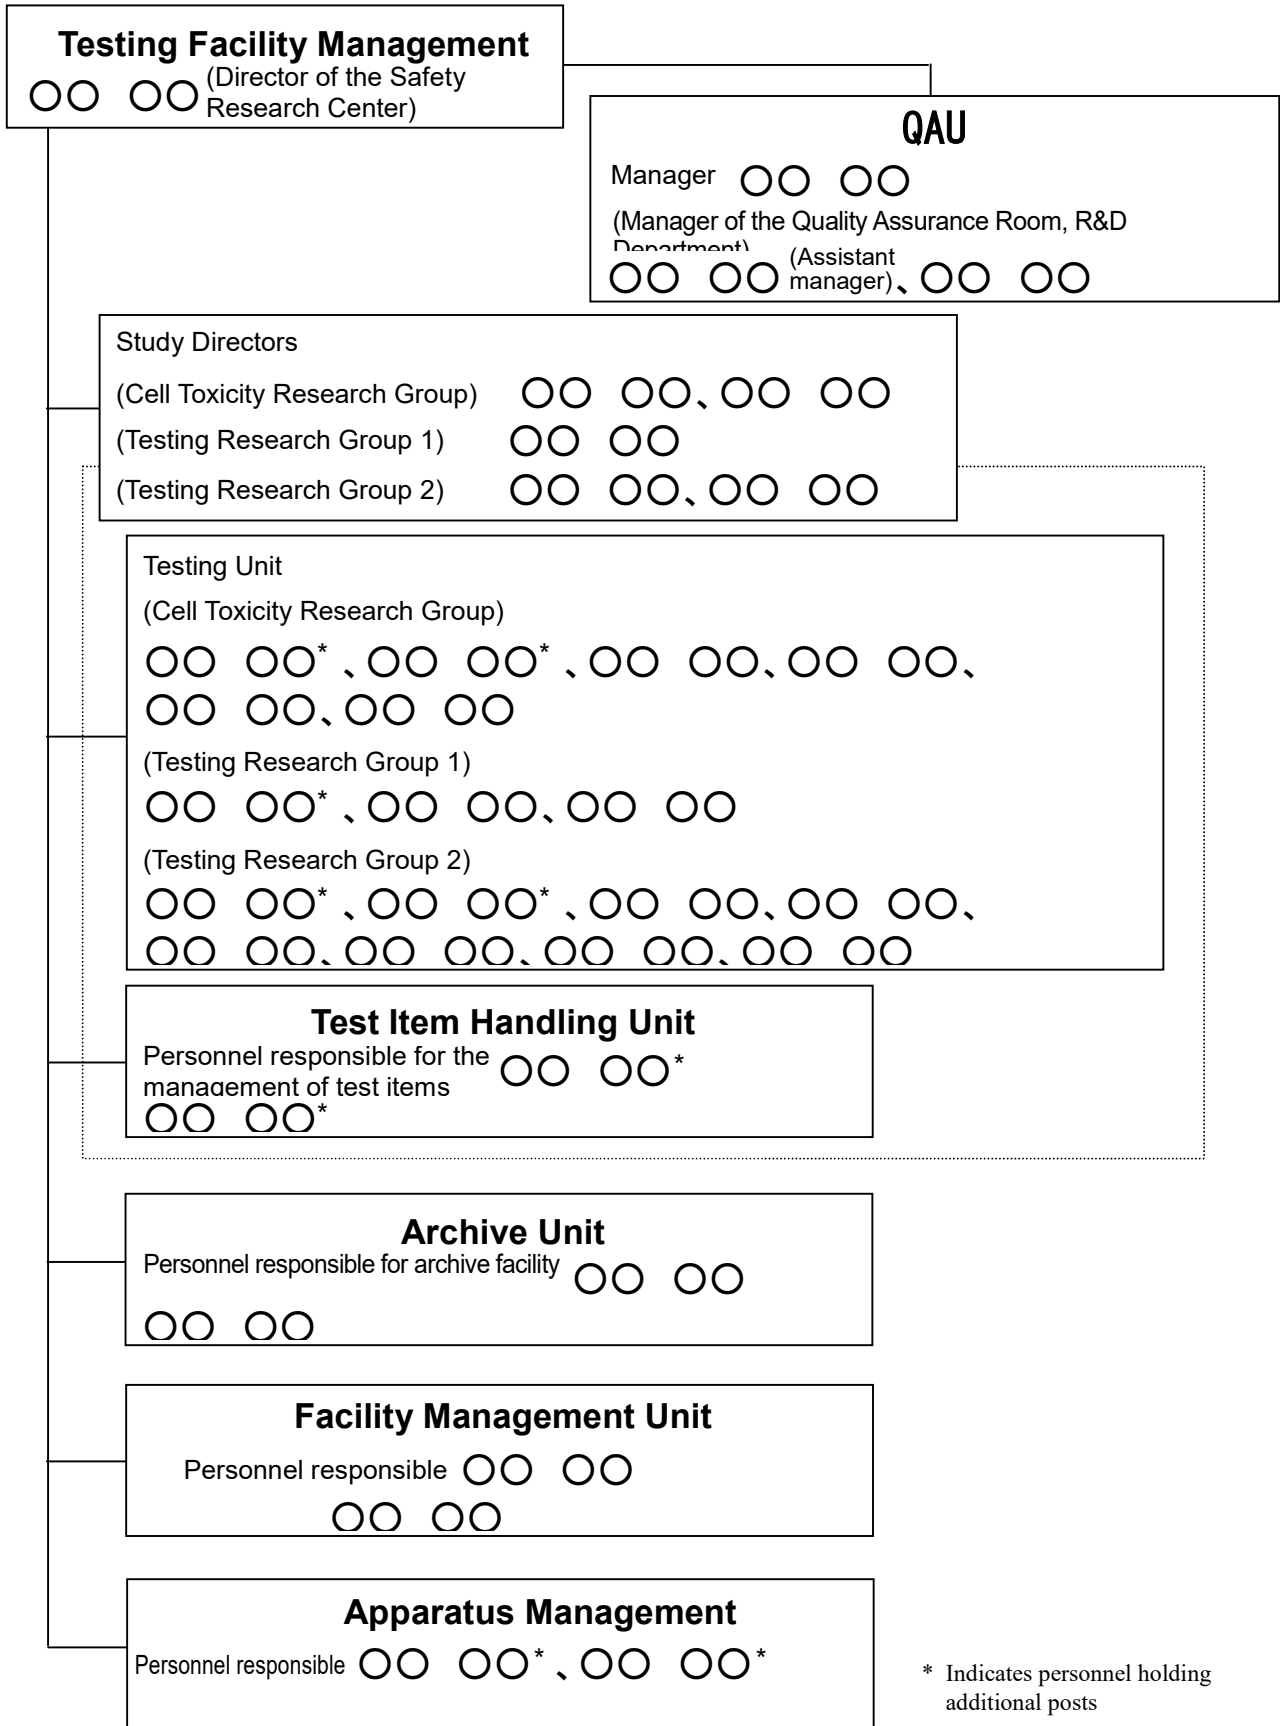 Testing Facility Management
○○ ○○ (Director of the Safety
Research Center)
QAU
Manager ○○ ○○
(Manager of the Quality Assurance Room, R&D
Department)
○○ ○○ (Assistant
manager)、○○ ○○
Study Directors
(Cell Toxicity Research Group) ○○ ○○、○○ ○○
(Testing Research Group 1) ○○ ○○
(Testing Research Group 2) ○○ ○○、○○ ○○
Testing Unit
(Cell Toxicity Research Group)
○○ ○○*、○○ ○○*、○○ ○○、○○ ○○、
○○ ○○、○○ ○○
(Testing Research Group 1)
○○ ○○*、○○ ○○、○○ ○○
(Testing Research Group 2)
○○ ○○*、○○ ○○*、○○ ○○、○○ ○○、
○○ ○○、○○ ○○、○○ ○○、○○ ○○
Test Item Handling Unit
Personnel responsible for the
management of test items ○○ ○○*
○○ ○○*
Archive Unit
Personnel responsible for archive facility ○○ ○○
○○ ○○
Facility Management Unit
Personnel responsible ○○ ○○
○○ ○○
Apparatus Management
Personnel responsible ○○ ○○*、○○ ○○*
* Indicates personnel holding
additional posts